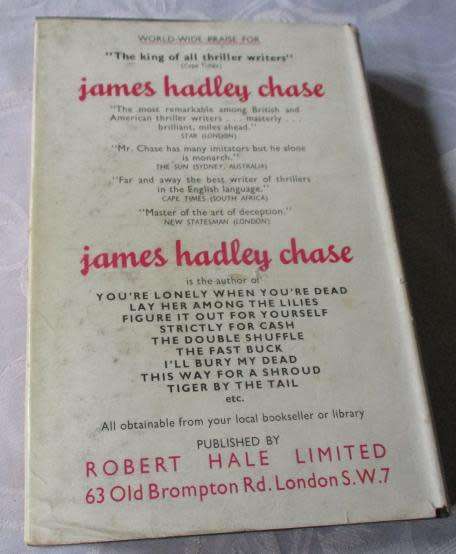 WORLD-WIDE PRAISE FOR
"The king of all thriller writers"
(Cape Times)
james hadley chase
"The most remarkable among British and
American thriller writers . . . masterly . . .
brilliant, miles ahead."
STAR (LONDON)
"Mr. Chase has many imitators but he alone
is monarch."
THE SUN (SYDNEY, AUSTRALIA)
"Far and away the best writer of thrillers
in the English language."
CAPE TIMES (SOUTH AFRICA)
"Master of the art of deception."
NEW STATESMAN (LONDON)
james hadley chase
is the author of
YOU'RE LONELY WHEN YOU'RE DEAD
LAY HER AMONG THE LILIES
FIGURE IT OUT FOR YOURSELF
STRICTLY FOR CASH
THE DOUBLE SHUFFLE
THE FAST BUCK
I'LL BURY MY DEAD
THIS WAY FOR A SHROUD
TIGER BY THE TAIL
etc.
All obtainable from your local bookseller or library
PUBLISHED BY
ROBERT HALE LIMITED
63 Old Brompton Rd. London S.W.7